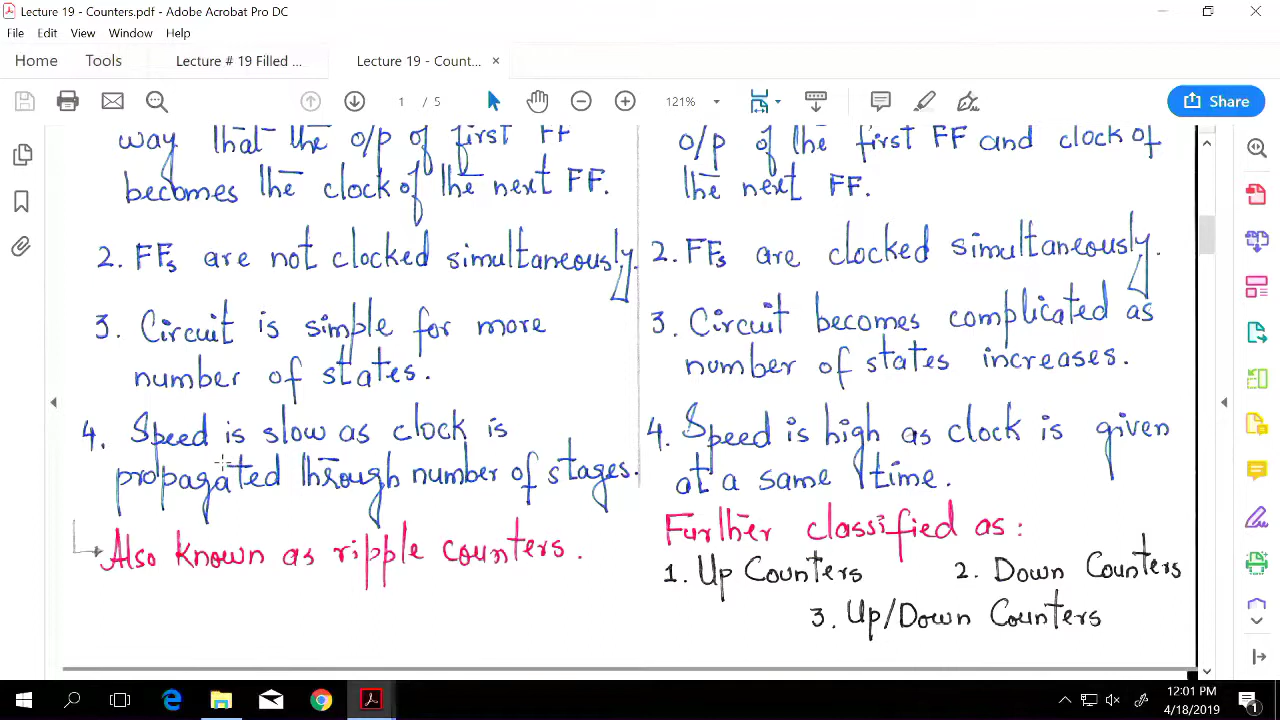 Lecture 19 - Counters.pdf - Adobe Acrobat Pro DC
File Edit View Window Help
Home Tools Lecture # 19 Filled ... Lecture 19 - Count... ×
1 / 5 121% Share
way that the o/p of first FF
becomes the clock of the next FF.
2. FFs are not clocked simultaneously.
3. Circuit is simple for more
number of states.
4. Speed is slow as clock is
propagated through number of stages.
Also known as ripple counters.
o/p of the first FF and clock of
the next FF.
2. FFs are clocked simultaneously.
3. Circuit becomes complicated as
number of states increases.
4. Speed is high as clock is given
at a same time.
Further classified as :
1. Up Counters 2. Down Counters
3. Up/Down Counters
12:01 PM
4/18/2019
1